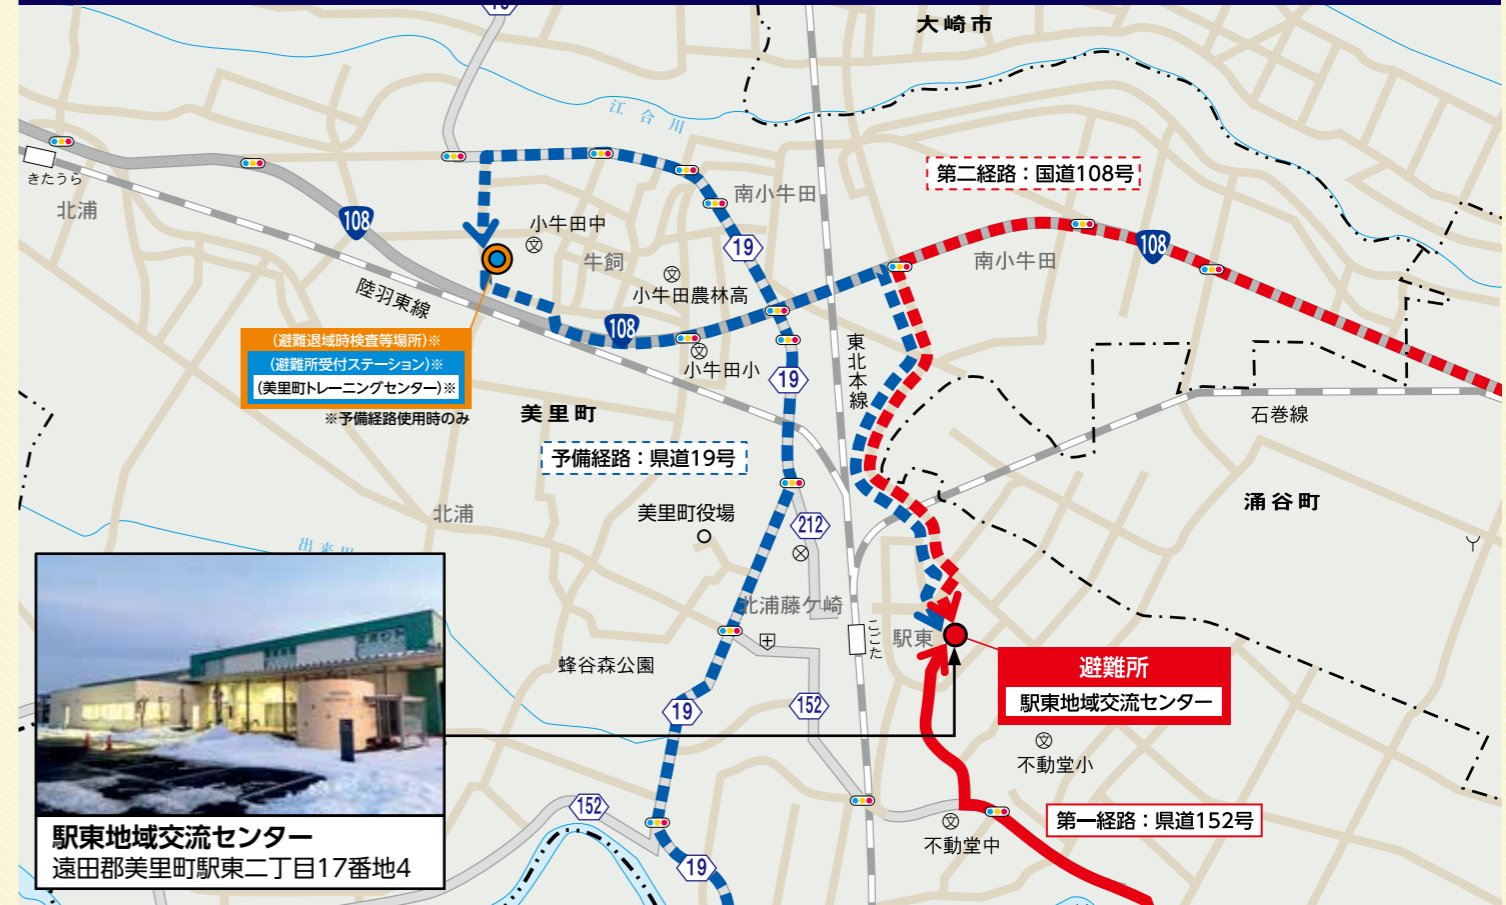 大崎市
江合川
第二経路：国道108号
きたうら
北浦
108
小牛田中
南小牛田
19
牛飼
108
南小牛田
小牛田農林高
陸羽東線
108
(避難退域時検査等場所)※
(避難所受付ステーション)※
(美里町トレーニングセンター)※
※予備経路使用時のみ
小牛田小
東北本線
19
美里町
石巻線
予備経路：県道19号
涌谷町
北浦
美里町役場
212
北浦藤ケ崎
こごた
駅東
避難所
駅東地域交流センター
蜂谷森公園
19
152
不動堂小
152
第一経路：県道152号
不動堂中
19
駅東地域交流センター
遠田郡美里町駅東二丁目17番地4